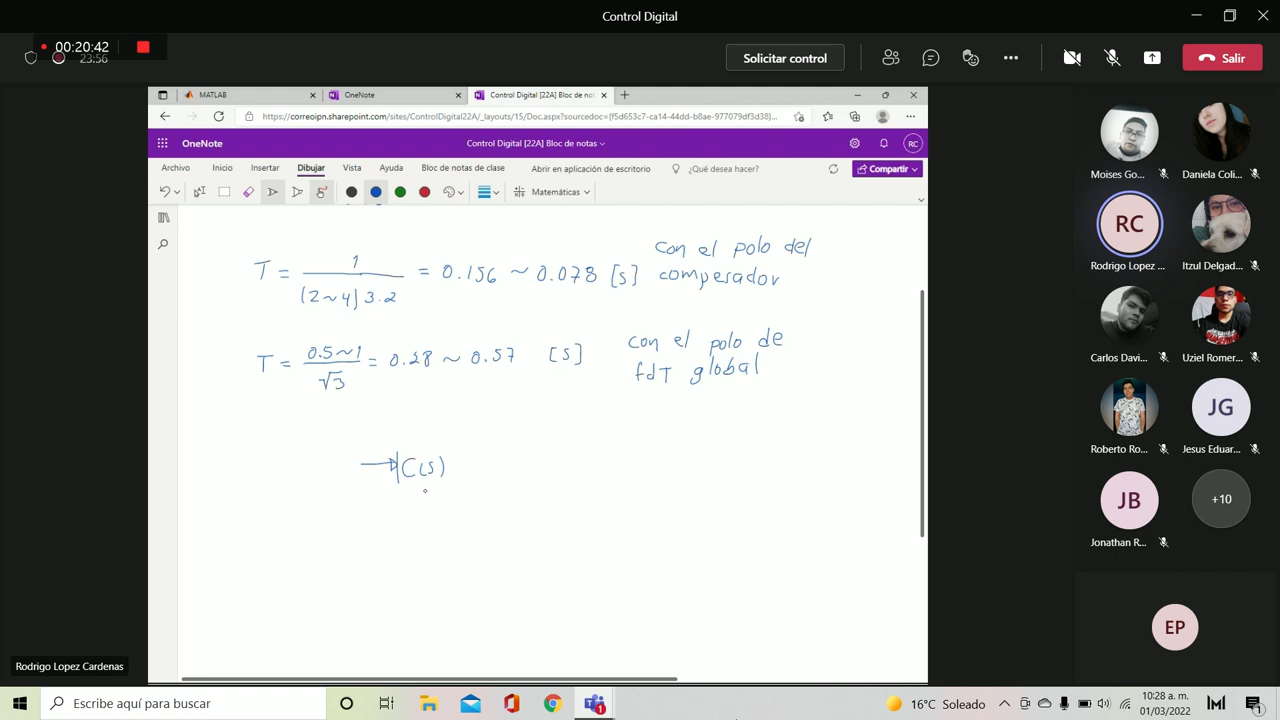 Control Digital
00:20:42
23:56
Solicitar control
Salir
MATLAB
OneNote
Control Digital [22A] Bloc de not
https://correoipn.sharepoint.com/sites/ControlDigital22A/_layouts/15/Doc.aspx?sourcedoc={f5d653c7-ca14-44dd-b8ae-977079df3d38}...
OneNote
Control Digital [22A] Bloc de notas
RC
Archivo Inicio Insertar Dibujar Vista Ayuda Bloc de notas de clase Abrir en aplicación de escritorio ¿Qué desea hacer? Compartir
Matemáticas
T = 1 / (2~4) 3.2 = 0.156 ~ 0.078 [s] con el polo del
comperador
T = 0.5~1 / √3 = 0.28 ~ 0.57 [s] con el polo de
fdT global
C(s)
Moises Go...
Daniela Coli...
RC
Rodrigo Lopez ...
Itzul Delgad...
Carlos Davi...
Uziel Romer...
Roberto Ro...
JG
Jesus Eduar...
JB
Jonathan R...
+10
EP
Rodrigo Lopez Cardenas
Escribe aquí para buscar
1
16°C Soleado
10:28 a. m.
01/03/2022
1